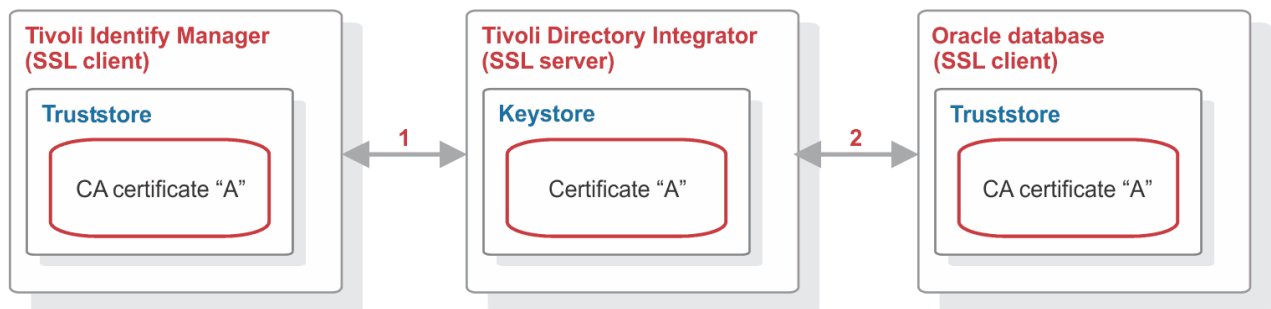 Tivoli Identify Manager
(SSL client)
Truststore
CA certificate “A”
1
Tivoli Directory Integrator
(SSL server)
Keystore
Certificate “A”
2
Oracle database
(SSL client)
Truststore
CA certificate “A”